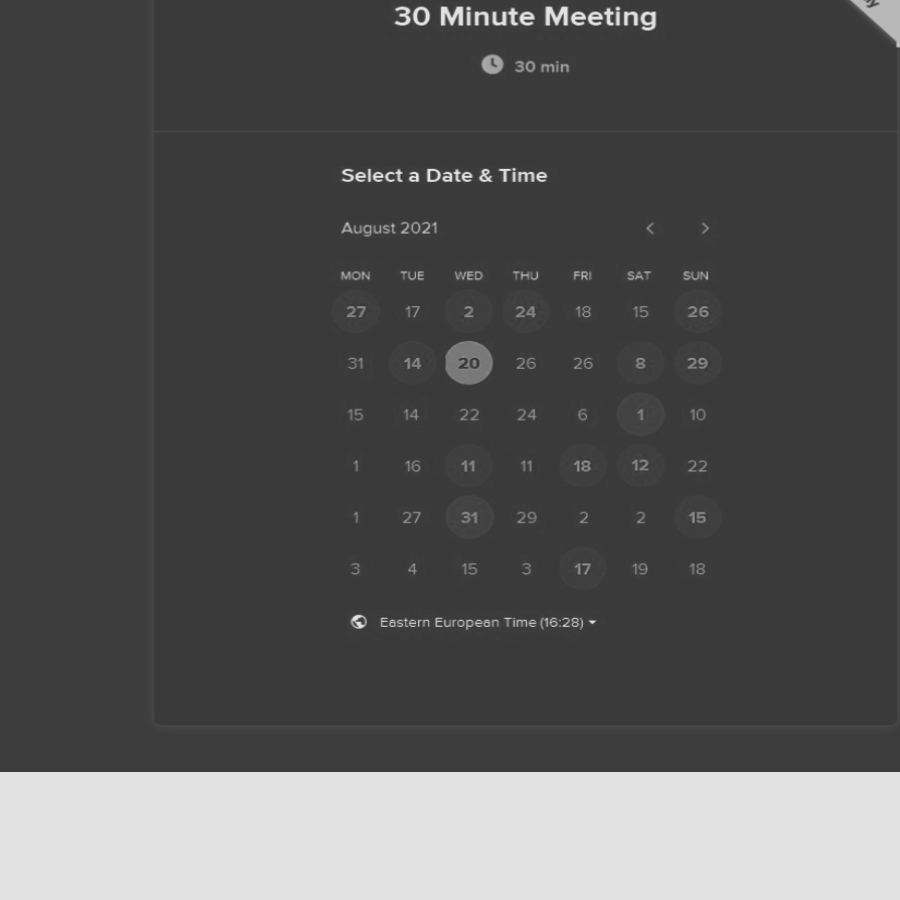 30 Minute Meeting
30 min
Select a Date & Time
August 2021
MON TUE WED THU FRI SAT SUN
27 17 2 24 18 15 26
31 14 20 26 26 8 29
15 14 22 24 6 1 10
1 16 11 11 18 12 22
1 27 31 29 2 2 15
3 4 15 3 17 19 18
Eastern European Time (16:28)